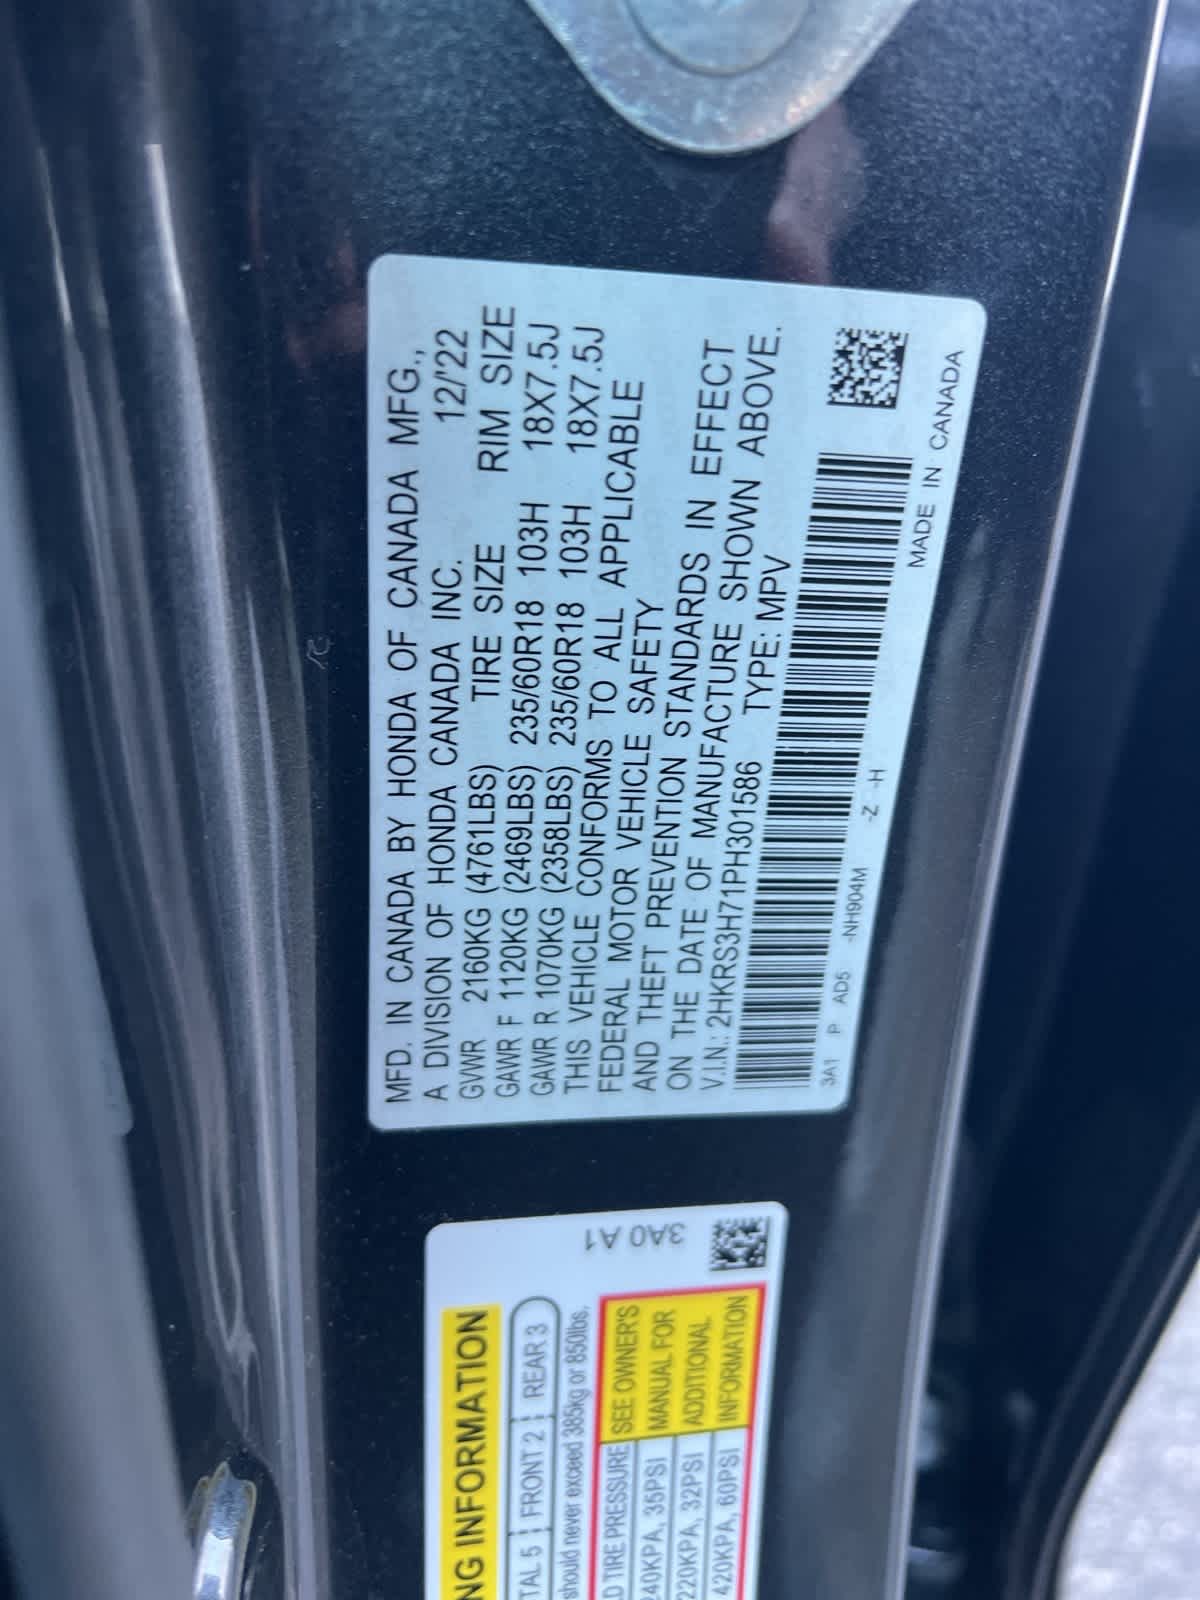 MFD. IN CANADA BY HONDA OF CANADA MFG.,
A DIVISION OF HONDA CANADA INC. 12/'22
GVWR 2160KG (4761LBS) TIRE SIZE RIM SIZE
GAWR F 1120KG (2469LBS) 235/60R18 103H 18X7.5J
GAWR R 1070KG (2358LBS) 235/60R18 103H 18X7.5J
THIS VEHICLE CONFORMS TO ALL APPLICABLE
FEDERAL MOTOR VEHICLE SAFETY
AND THEFT PREVENTION STANDARDS IN EFFECT
ON THE DATE OF MANUFACTURE SHOWN ABOVE.
V.I.N.: 2HKRS3H71PH301586 TYPE: MPV
3A1 P AD5 -NH904M -Z -H
MADE IN CANADA
3A0 A1
NG INFORMATION
TAL 5 FRONT 2 REAR 3
should never exceed 385kg or 850lbs.
D TIRE PRESSURE SEE OWNER'S
240KPA, 35PSI MANUAL FOR
220KPA, 32PSI ADDITIONAL
420KPA, 60PSI INFORMATION